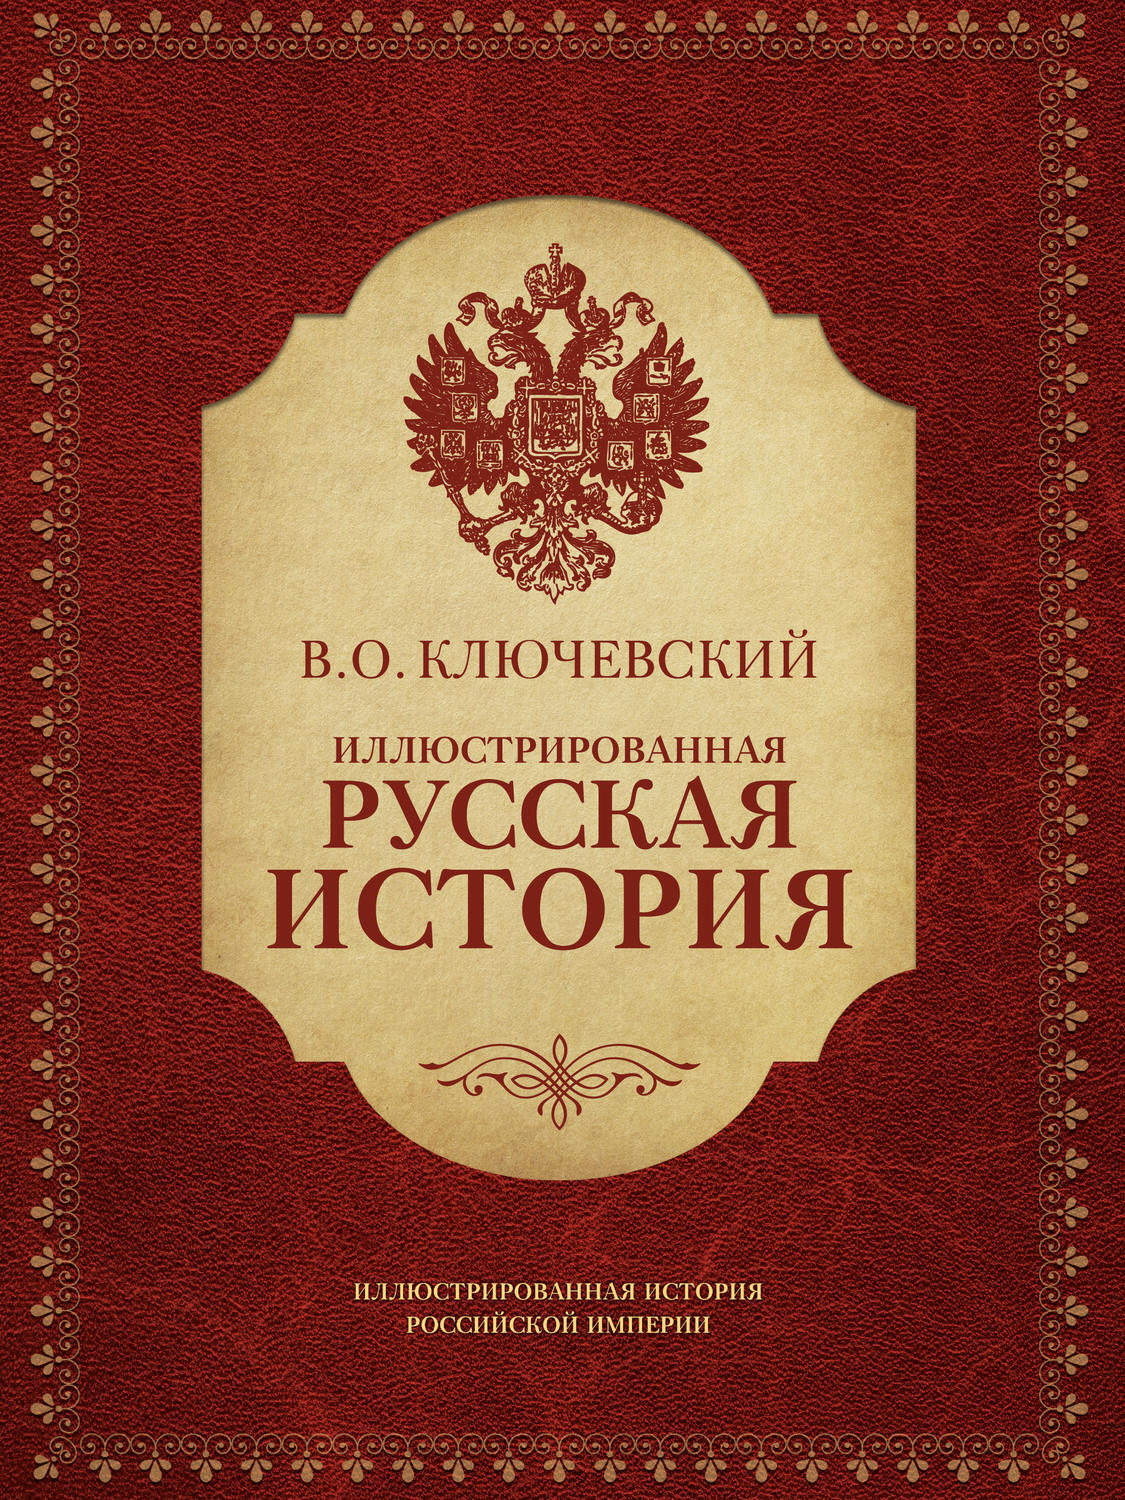 В.О. КЛЮЧЕВСКИЙ
ИЛЛЮСТРИРОВАННАЯ
РУССКАЯ
ИСТОРИЯ
ИЛЛЮСТРИРОВАННАЯ ИСТОРИЯ
РОССИЙСКОЙ ИМПЕРИИ